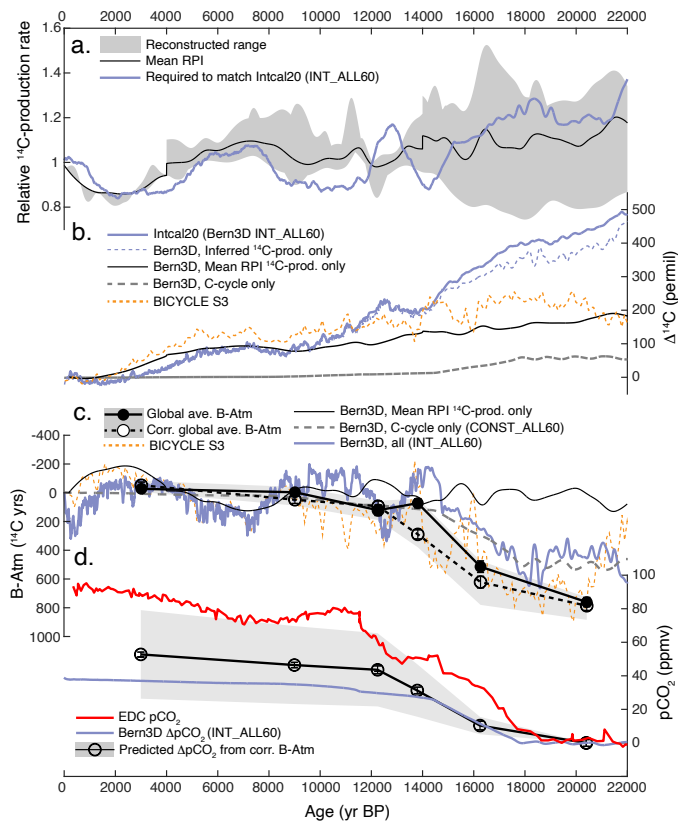 0 2000 4000 6000 8000 10000 12000 14000 16000 18000 20000 22000
1.6
1.4
1.2
1
0.8
Relative ¹⁴C-production rate
a.
Reconstructed range
Mean RPI
Required to match Intcal20 (INT_ALL60)
b.
Intcal20 (Bern3D INT_ALL60)
Bern3D, Inferred ¹⁴C-prod. only
Bern3D, Mean RPI ¹⁴C-prod. only
Bern3D, C-cycle only
BICYCLE S3
500
400
300
200
100
0
Δ¹⁴C (permil)
c.
Global ave. B-Atm
Corr. global ave. B-Atm
BICYCLE S3
Bern3D, Mean RPI ¹⁴C-prod. only
Bern3D, C-cycle only (CONST_ALL60)
Bern3D, all (INT_ALL60)
-400
-200
0
200
400
600
800
1000
B-Atm (¹⁴C yrs)
d.
100
80
60
40
20
0
pCO₂ (ppmv)
EDC pCO₂
Bern3D ΔpCO₂ (INT_ALL60)
Predicted ΔpCO₂ from corr. B-Atm
0 2000 4000 6000 8000 10000 12000 14000 16000 18000 20000 22000
Age (yr BP)